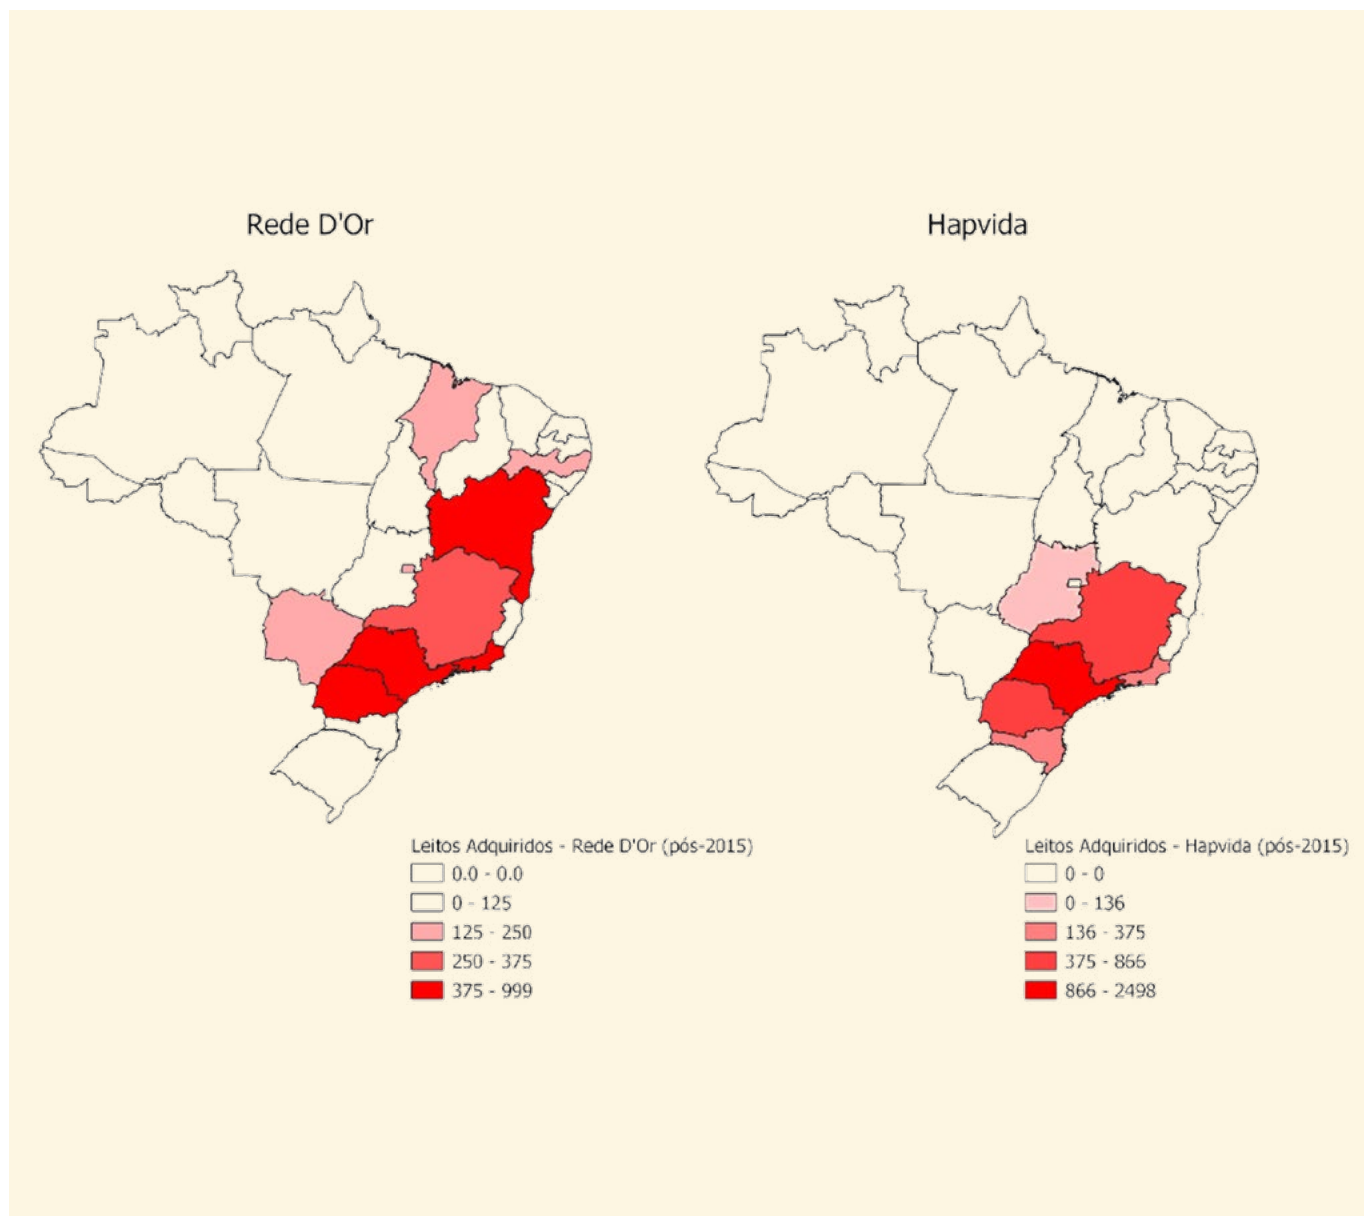 Rede D'Or
Hapvida
Leitos Adquiridos - Rede D'Or (pós-2015)
0.0 - 0.0
0 - 125
125 - 250
250 - 375
375 - 999
Leitos Adquiridos - Hapvida (pós-2015)
0 - 0
0 - 136
136 - 375
375 - 866
866 - 2498